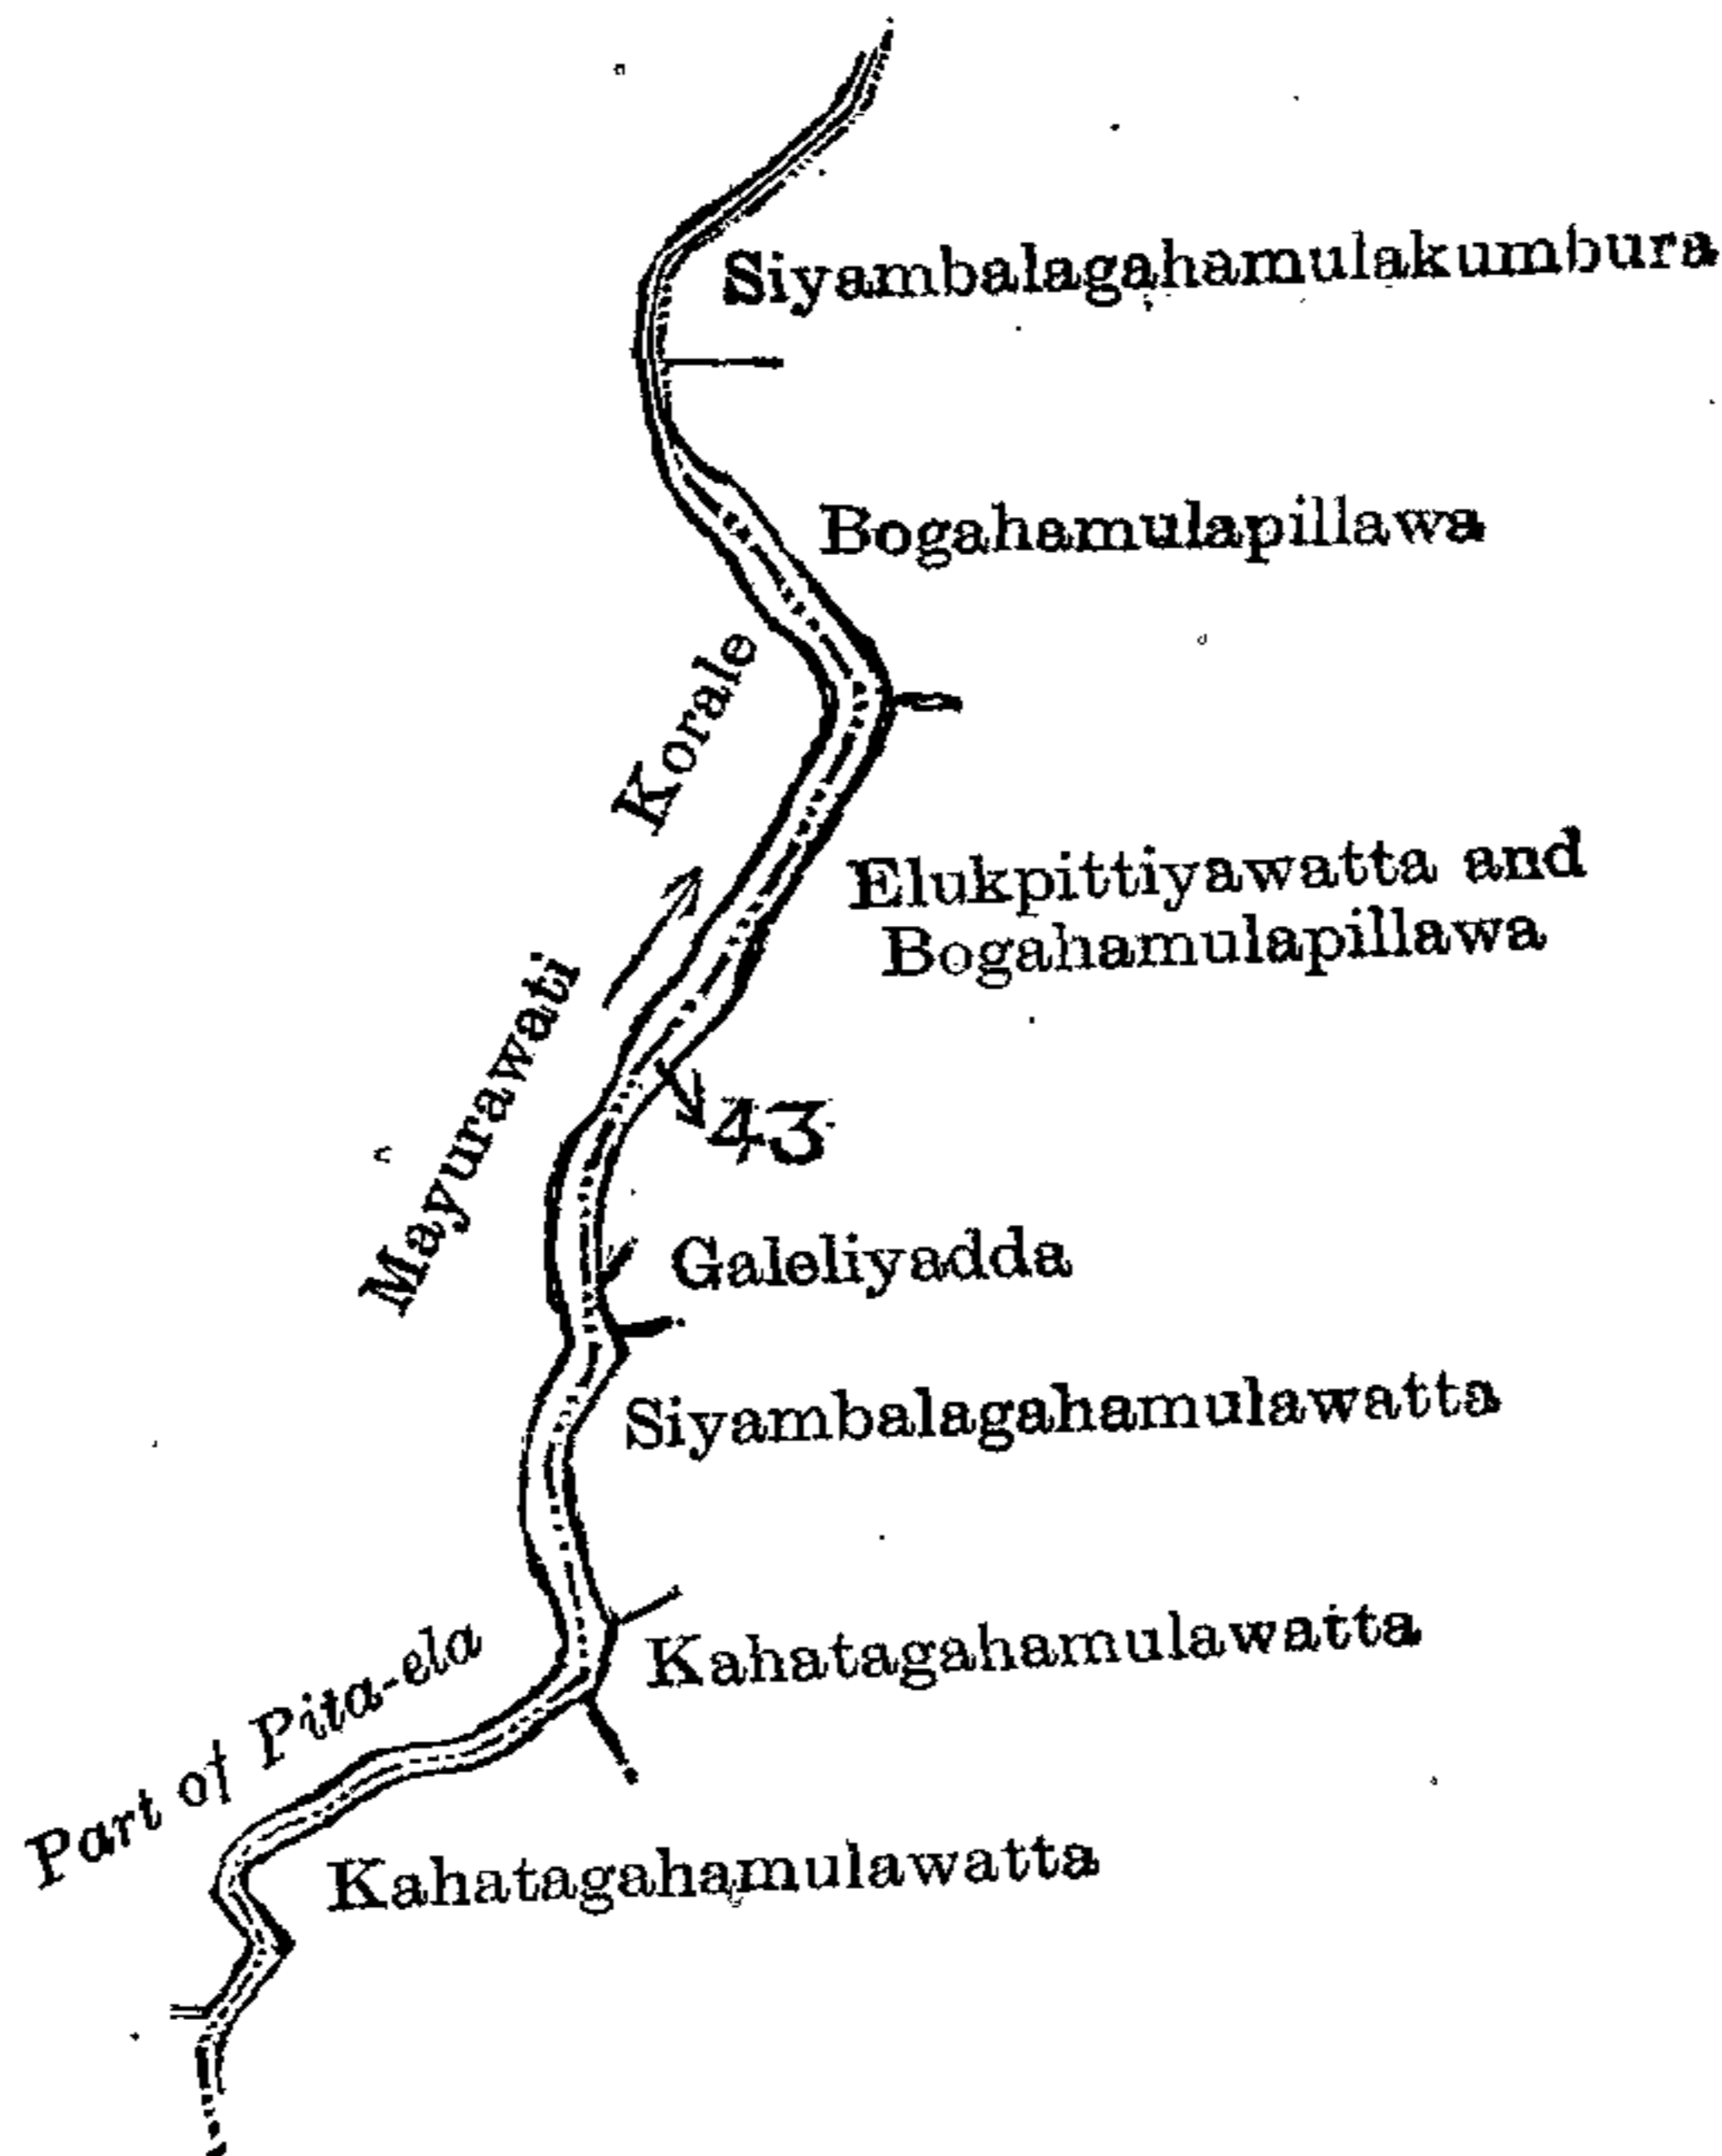 Siyambalagahamulakumbura
Bogahamulapillawa
Korale
Elukpittiyawatta and
Bogahamulapillawa
Mayurawati
43
Galeliyadda
Siyambalagahamulawatta
Kahatagahamulawatta
Part of Pita-ela
Kahatagahamulawatta